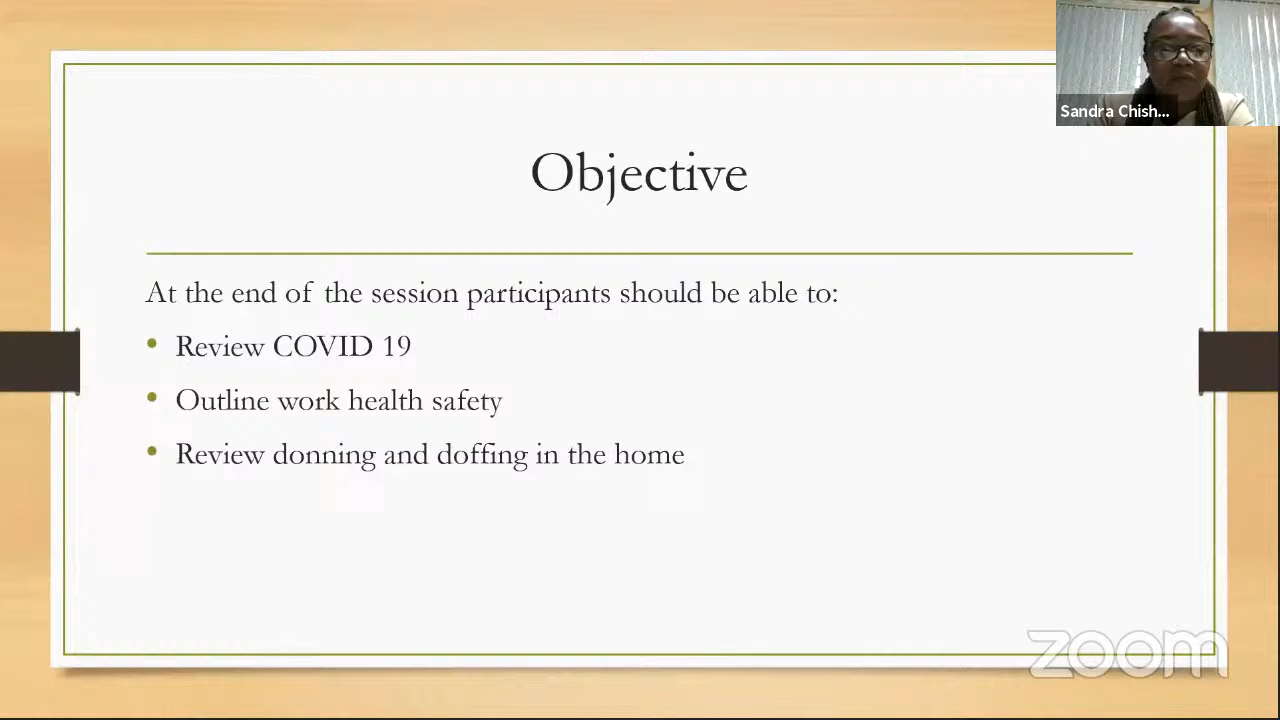 Sandra Chish...
Objective
At the end of the session participants should be able to:
• Review COVID 19
• Outline work health safety
• Review donning and doffing in the home
zoom